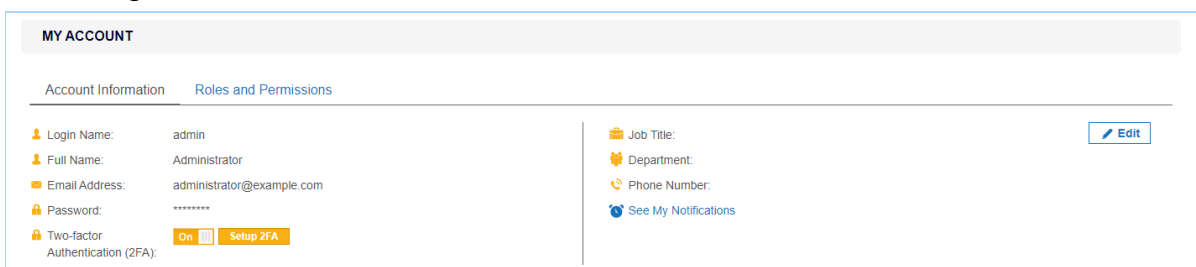 MY ACCOUNT
Account Information Roles and Permissions
Login Name: admin
Full Name: Administrator
Email Address: administrator@example.com
Password: ********
Two-factor
Authentication (2FA): On Setup 2FA
Job Title:
Department:
Phone Number:
See My Notifications
Edit